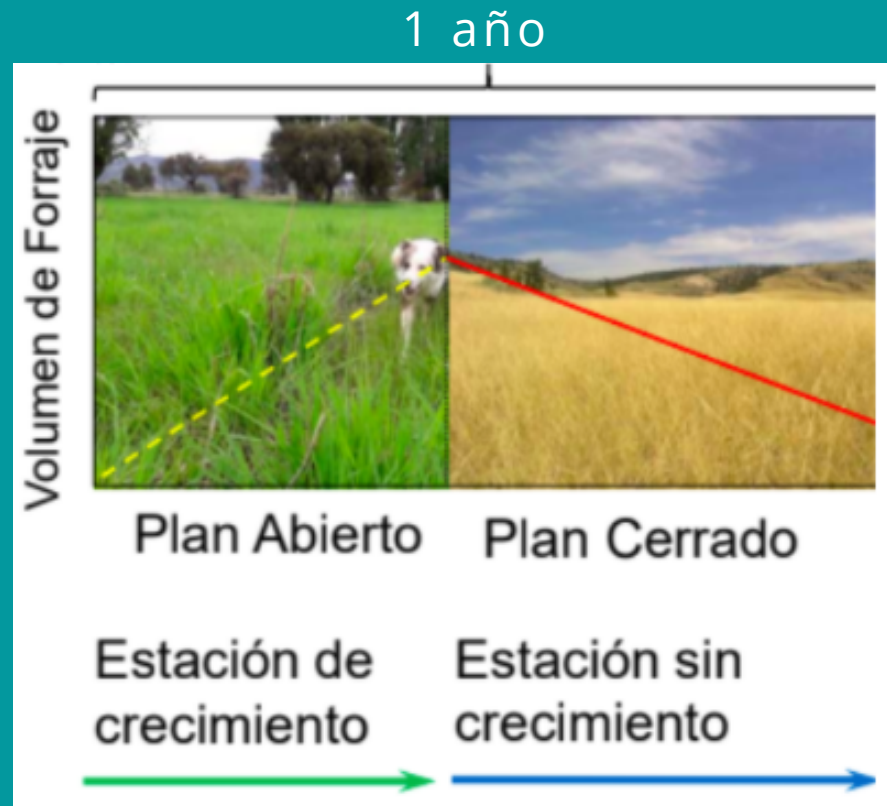 1 año
Volumen de Forraje
Plan Abierto
Plan Cerrado
Estación de
crecimiento
Estación sin
crecimiento